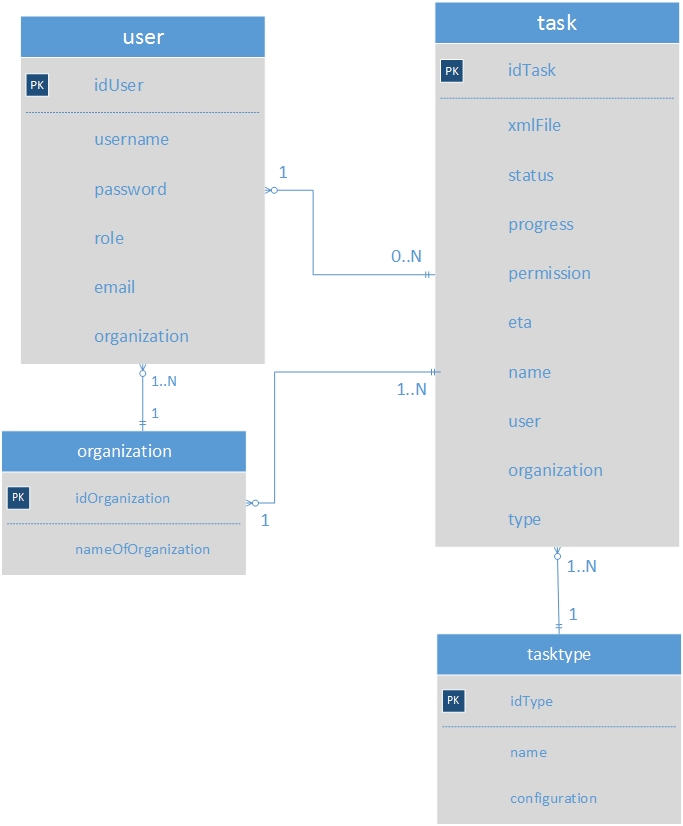 user
PK
idUser
username
password
role
email
organization
task
PK
idTask
xmlFile
status
progress
permission
eta
name
user
organization
type
1
0..N
1..N
1
1..N
1
organization
PK
idOrganization
nameOfOrganization
1..N
1
tasktype
PK
idType
name
configuration